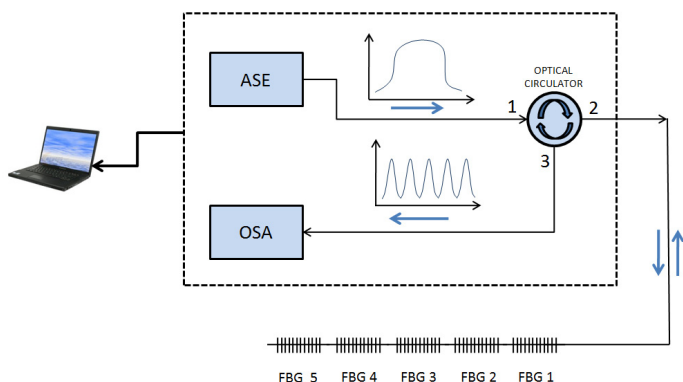 ASE
OPTICAL
CIRCULATOR
1
2
3
OSA
FBG 5
FBG 4
FBG 3
FBG 2
FBG 1